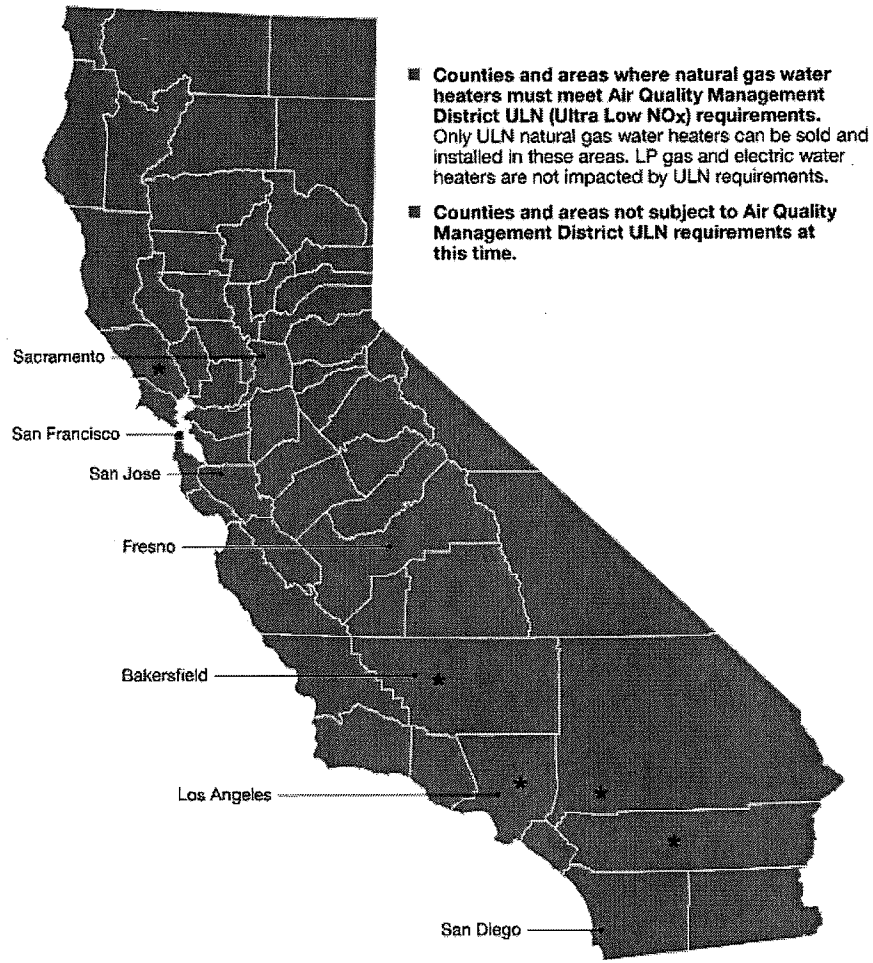 ■ Counties and areas where natural gas water
heaters must meet Air Quality Management
District ULN (Ultra Low NOx) requirements.
Only ULN natural gas water heaters can be sold and
installed in these areas. LP gas and electric water
heaters are not impacted by ULN requirements.
■ Counties and areas not subject to Air Quality
Management District ULN requirements at
this time.
Sacramento
San Francisco
San Jose
Fresno
Bakersfield
Los Angeles
San Diego